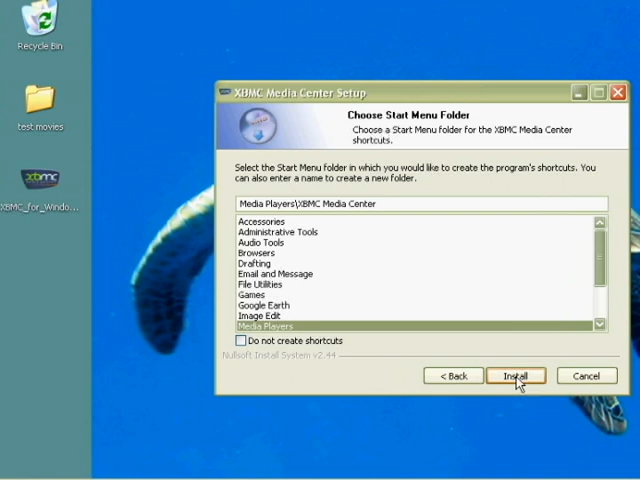 Recycle Bin
test movies
xbmc
XBMC_for_Windo...
XBMC Media Center Setup
Choose Start Menu Folder
Choose a Start Menu folder for the XBMC Media Center
shortcuts.
Select the Start Menu folder in which you would like to create the program's shortcuts. You
can also enter a name to create a new folder.
Media Players\XBMC Media Center
Accessories
Administrative Tools
Audio Tools
Browsers
Drafting
Email and Message
File Utilities
Games
Google Earth
Image Edit
Media Players
Do not create shortcuts
Nullsoft Install System v2.44
< Back
Install
Cancel